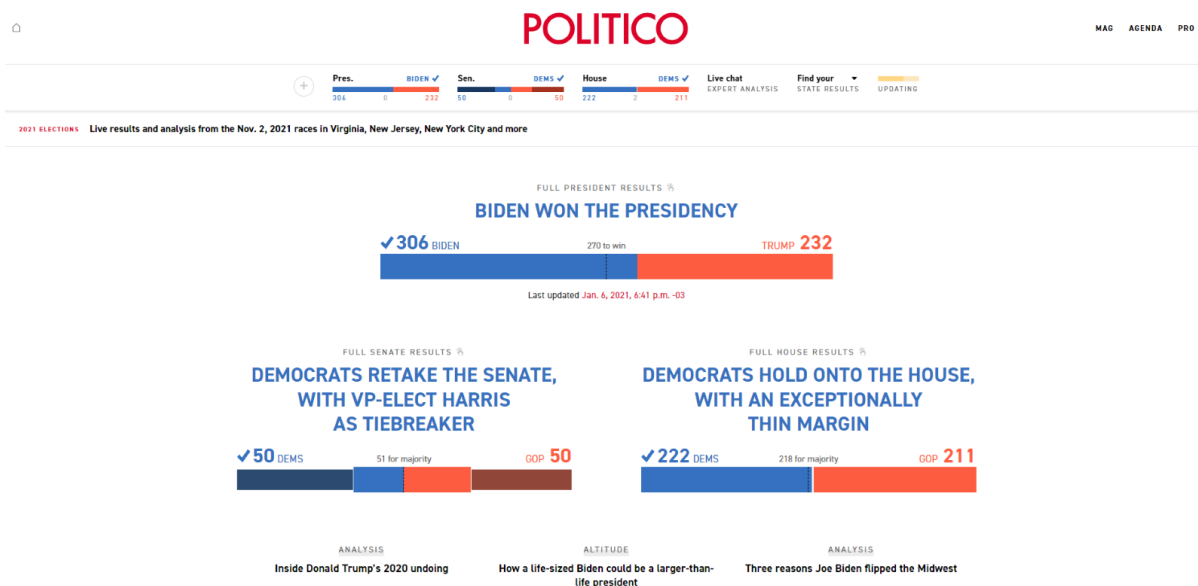 POLITICO
MAG AGENDA PRO
Pres. BIDEN ✓ Sen. DEMS ✓ House DEMS ✓ Live chat Find your
306 0 232 50 0 50 222 2 211 EXPERT ANALYSIS STATE RESULTS UPDATING
2021 ELECTIONS Live results and analysis from the Nov. 2, 2021 races in Virginia, New Jersey, New York City and more
FULL PRESIDENT RESULTS
BIDEN WON THE PRESIDENCY
✓306 BIDEN 270 to win TRUMP 232
Last updated Jan. 6, 2021, 6:41 p.m. -03
FULL SENATE RESULTS
DEMOCRATS RETAKE THE SENATE,
WITH VP-ELECT HARRIS
AS TIEBREAKER
✓50 DEMS 51 for majority GOP 50
FULL HOUSE RESULTS
DEMOCRATS HOLD ONTO THE HOUSE,
WITH AN EXCEPTIONALLY
THIN MARGIN
✓222 DEMS 218 for majority GOP 211
ANALYSIS
Inside Donald Trump's 2020 undoing
ALTITUDE
How a life-sized Biden could be a larger-than-
life president
ANALYSIS
Three reasons Joe Biden flipped the Midwest